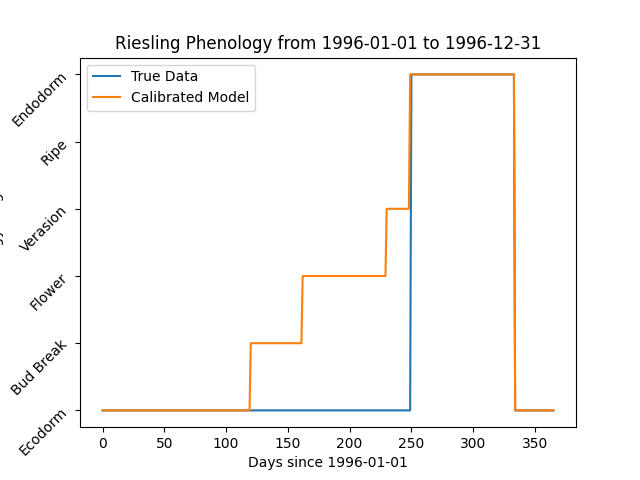 Riesling Phenology from 1996-01-01 to 1996-12-31
True Data
Calibrated Model
Endodorm
Ripe
Verasion
Flower
Bud Break
Ecodorm
0 50 100 150 200 250 300 350
Days since 1996-01-01